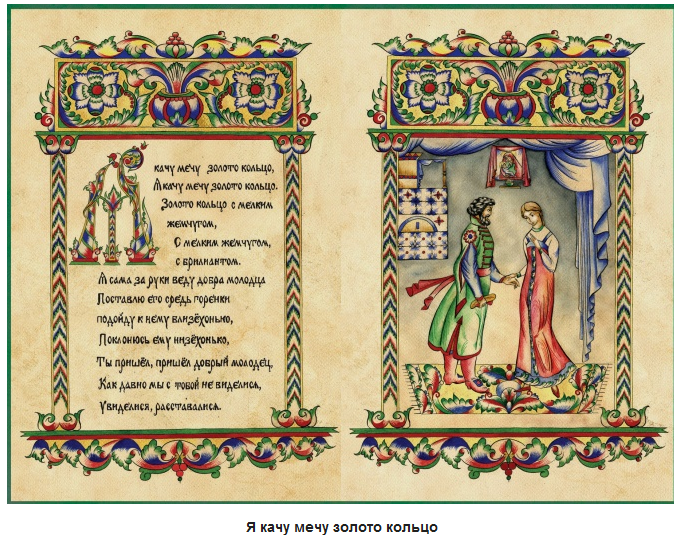 Я качу мечу золото кольцо,
Я качу мечу золото кольцо.
Золото кольцо с мелким
жемчугом,
С мелким жемчугом,
с брилиантом.
Я сама за руки веду добра молодца
Поставлю его средь горенки
подойду к нему близёхонько,
Поклонюсь ему низёхонько,
Ты пришёл, пришёл добрый молодец,
Как давно мы с тобой не виделися,
Увиделися, расставалися.
Я качу мечу золото кольцо